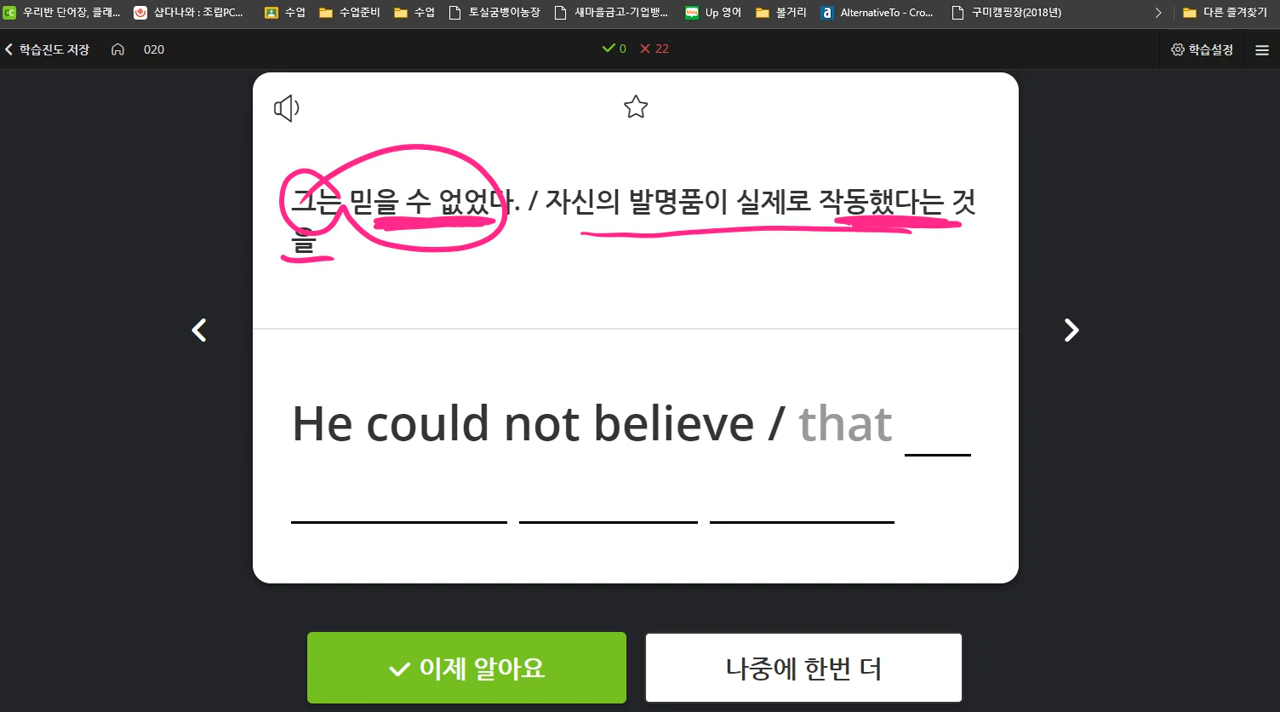 우리반 단어장, 클래... 샵다나와 : 조립PC... 수업 수업준비 수업 토실굼벵이농장 새마을금고-기업뱅... Up 영어 볼거리 AlternativeTo - Cro... 구미캠핑장(2018년) 다른 즐겨찾기
학습진도 저장 020 0 22 학습설정
그는 믿을 수 없었다. / 자신의 발명품이 실제로 작동했다는 것
을
He could not believe / that
이제 알아요 나중에 한번 더